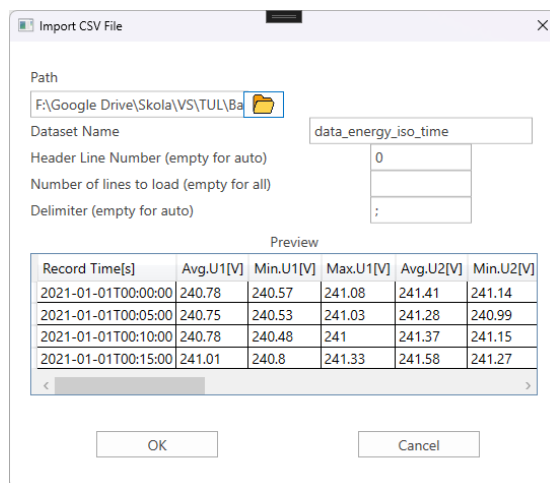 Import CSV File
Path
F:\Google Drive\Skola\VS\TUL\Ba
Dataset Name data_energy_iso_time
Header Line Number (empty for auto) 0
Number of lines to load (empty for all)
Delimiter (empty for auto) ;
Preview
Record Time[s] Avg.U1[V] Min.U1[V] Max.U1[V] Avg.U2[V] Min.U2[V]
2021-01-01T00:00:00 240.78 240.57 241.08 241.41 241.14
2021-01-01T00:05:00 240.75 240.53 241.03 241.28 240.99
2021-01-01T00:10:00 240.78 240.48 241 241.37 241.15
2021-01-01T00:15:00 241.01 240.8 241.33 241.58 241.27
OK Cancel